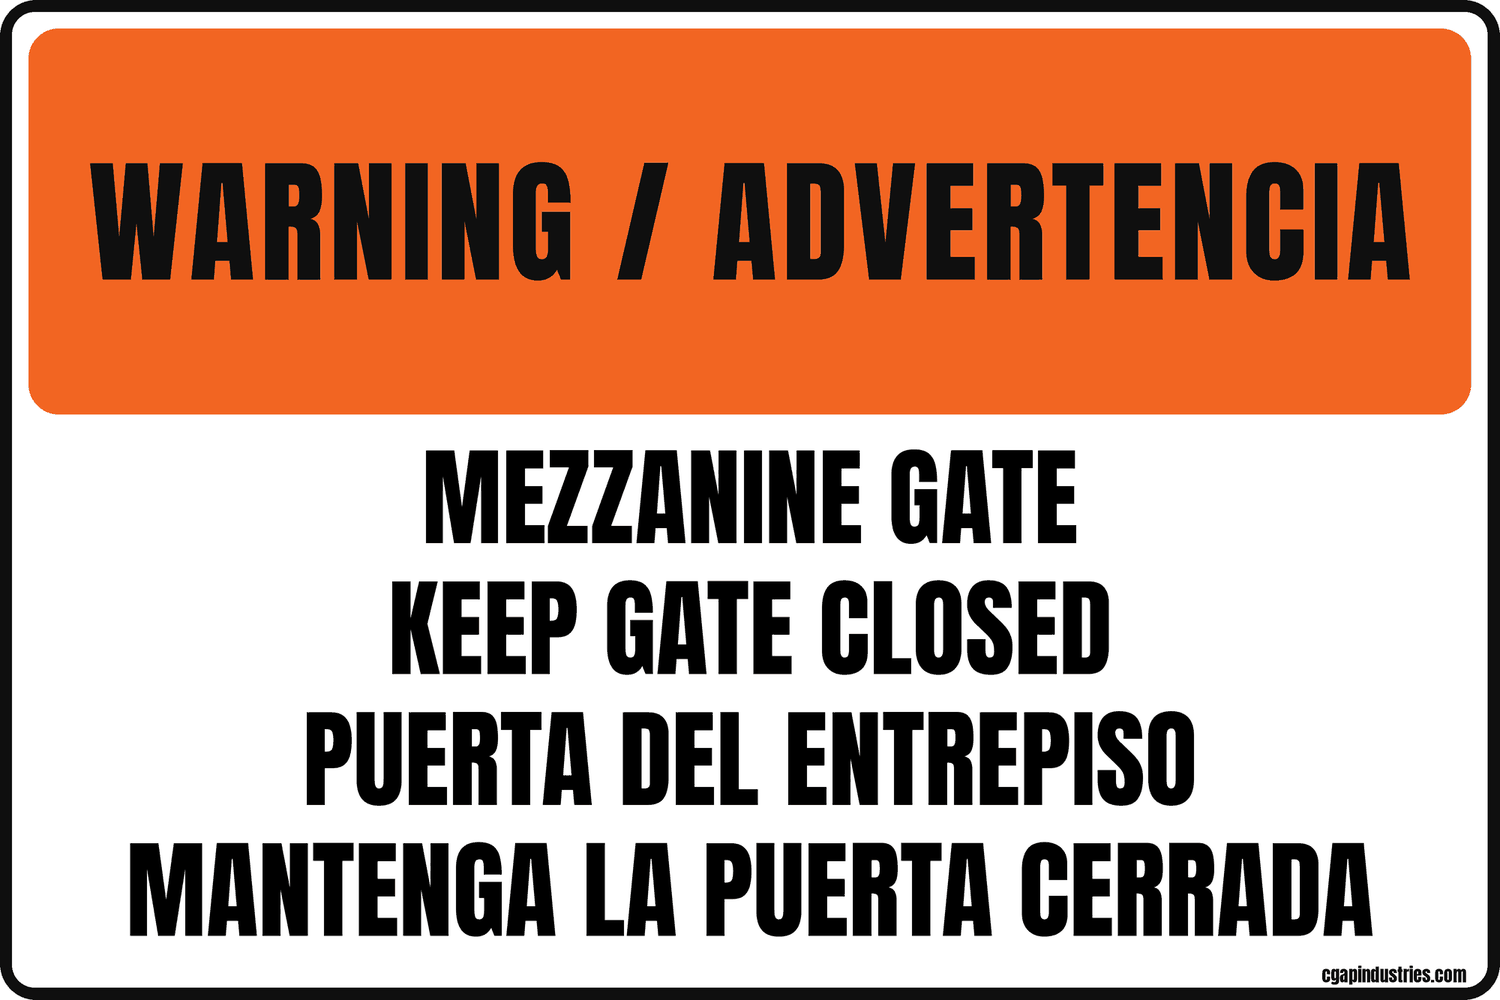 WARNING / ADVERTENCIA
MEZZANINE GATE
KEEP GATE CLOSED
PUERTA DEL ENTREPISO
MANTENGA LA PUERTA CERRADA
cgapindustries.com